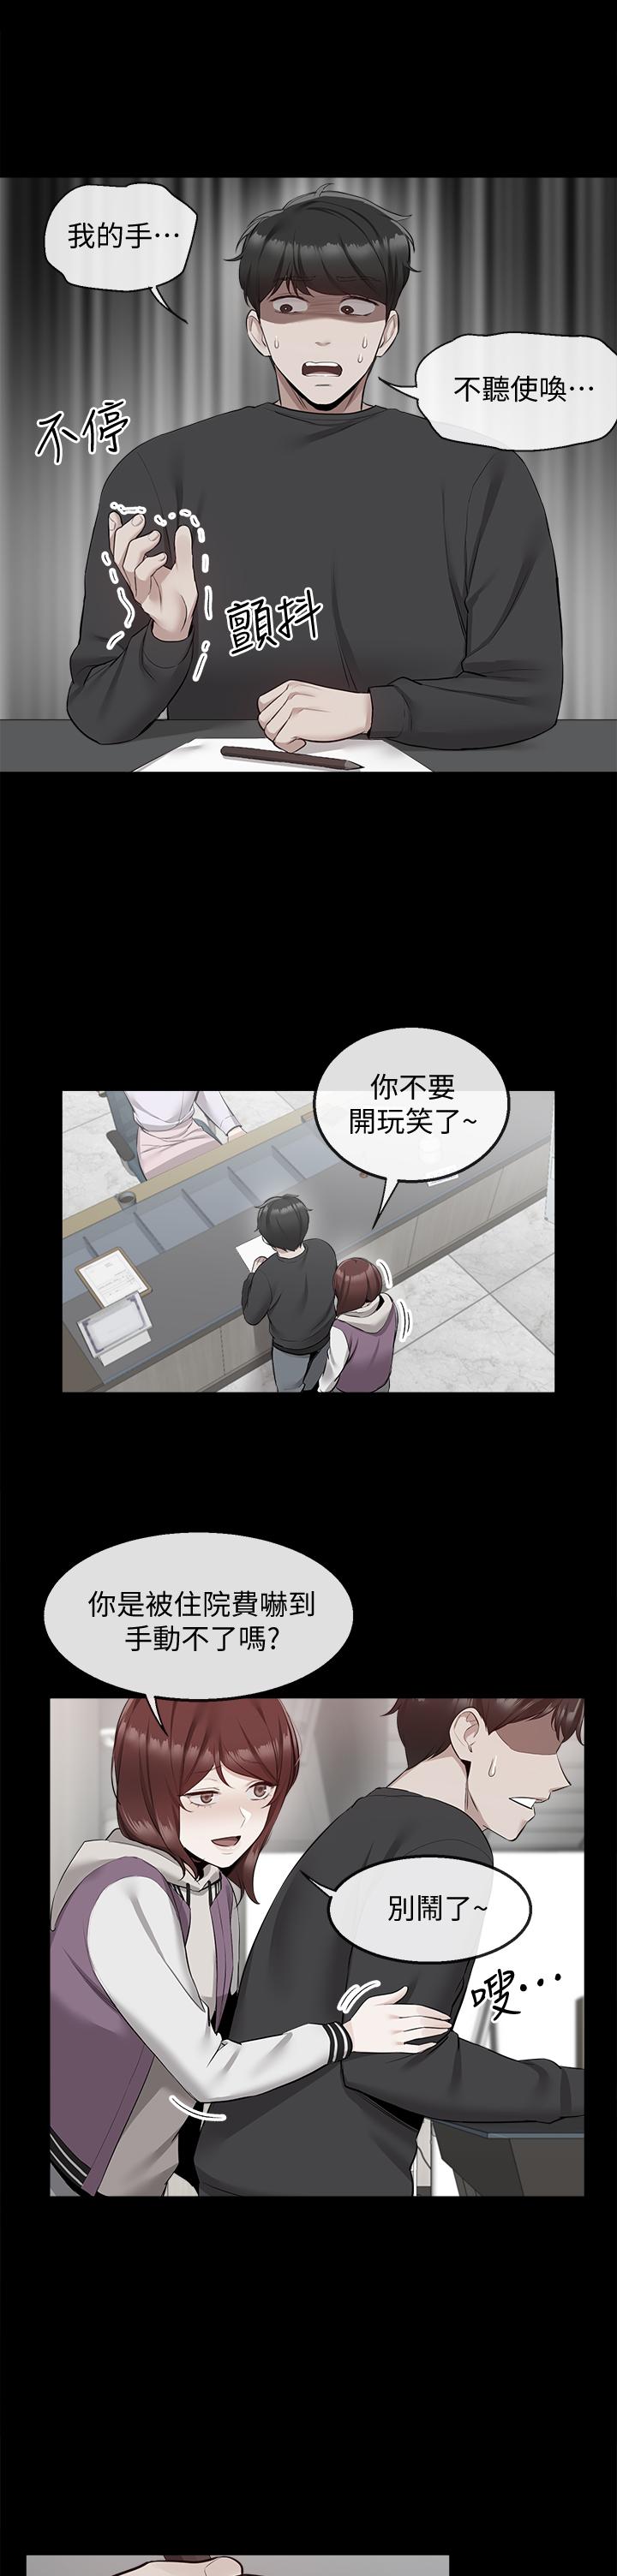 我的手⋯
不聽使喚⋯
不停
顫抖
你不要
開玩笑了~
你是被住院費嚇到
手動不了嗎?
別鬧了~
嗖⋯